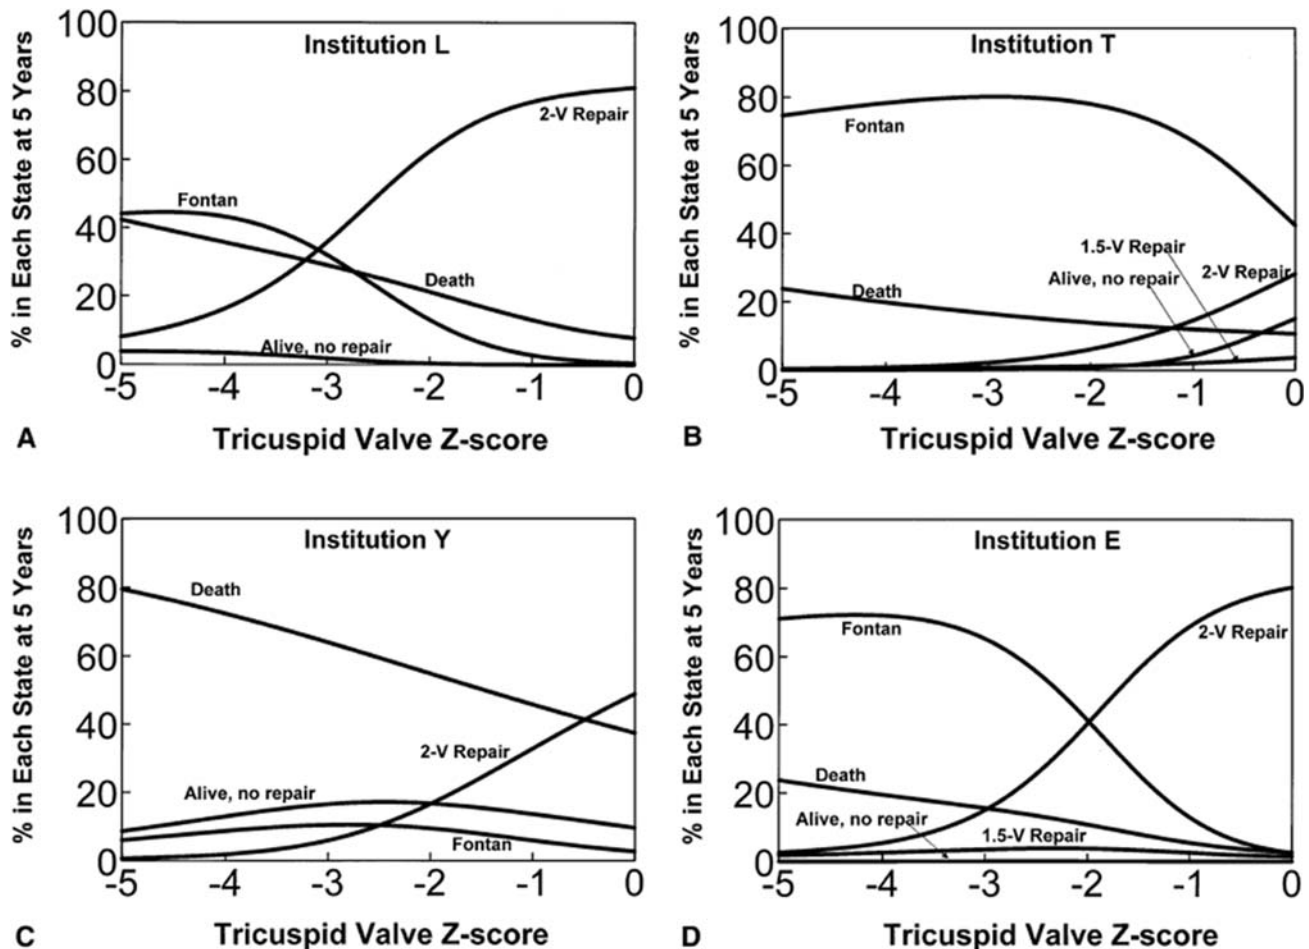 Institution L
% in Each State at 5 Years
100
80
60
40
20
0
2-V Repair
Fontan
Death
Alive, no repair
-5 -4 -3 -2 -1 0
Tricuspid Valve Z-score
A
Institution T
% in Each State at 5 Years
100
80
60
40
20
0
Fontan
1.5-V Repair
Alive, no repair
2-V Repair
Death
-5 -4 -3 -2 -1 0
Tricuspid Valve Z-score
B
Institution Y
% in Each State at 5 Years
100
80
60
40
20
0
Death
2-V Repair
Alive, no repair
Fontan
-5 -4 -3 -2 -1 0
Tricuspid Valve Z-score
C
Institution E
% in Each State at 5 Years
100
80
60
40
20
0
Fontan
2-V Repair
Death
Alive, no repair
1.5-V Repair
-5 -4 -3 -2 -1 0
Tricuspid Valve Z-score
D